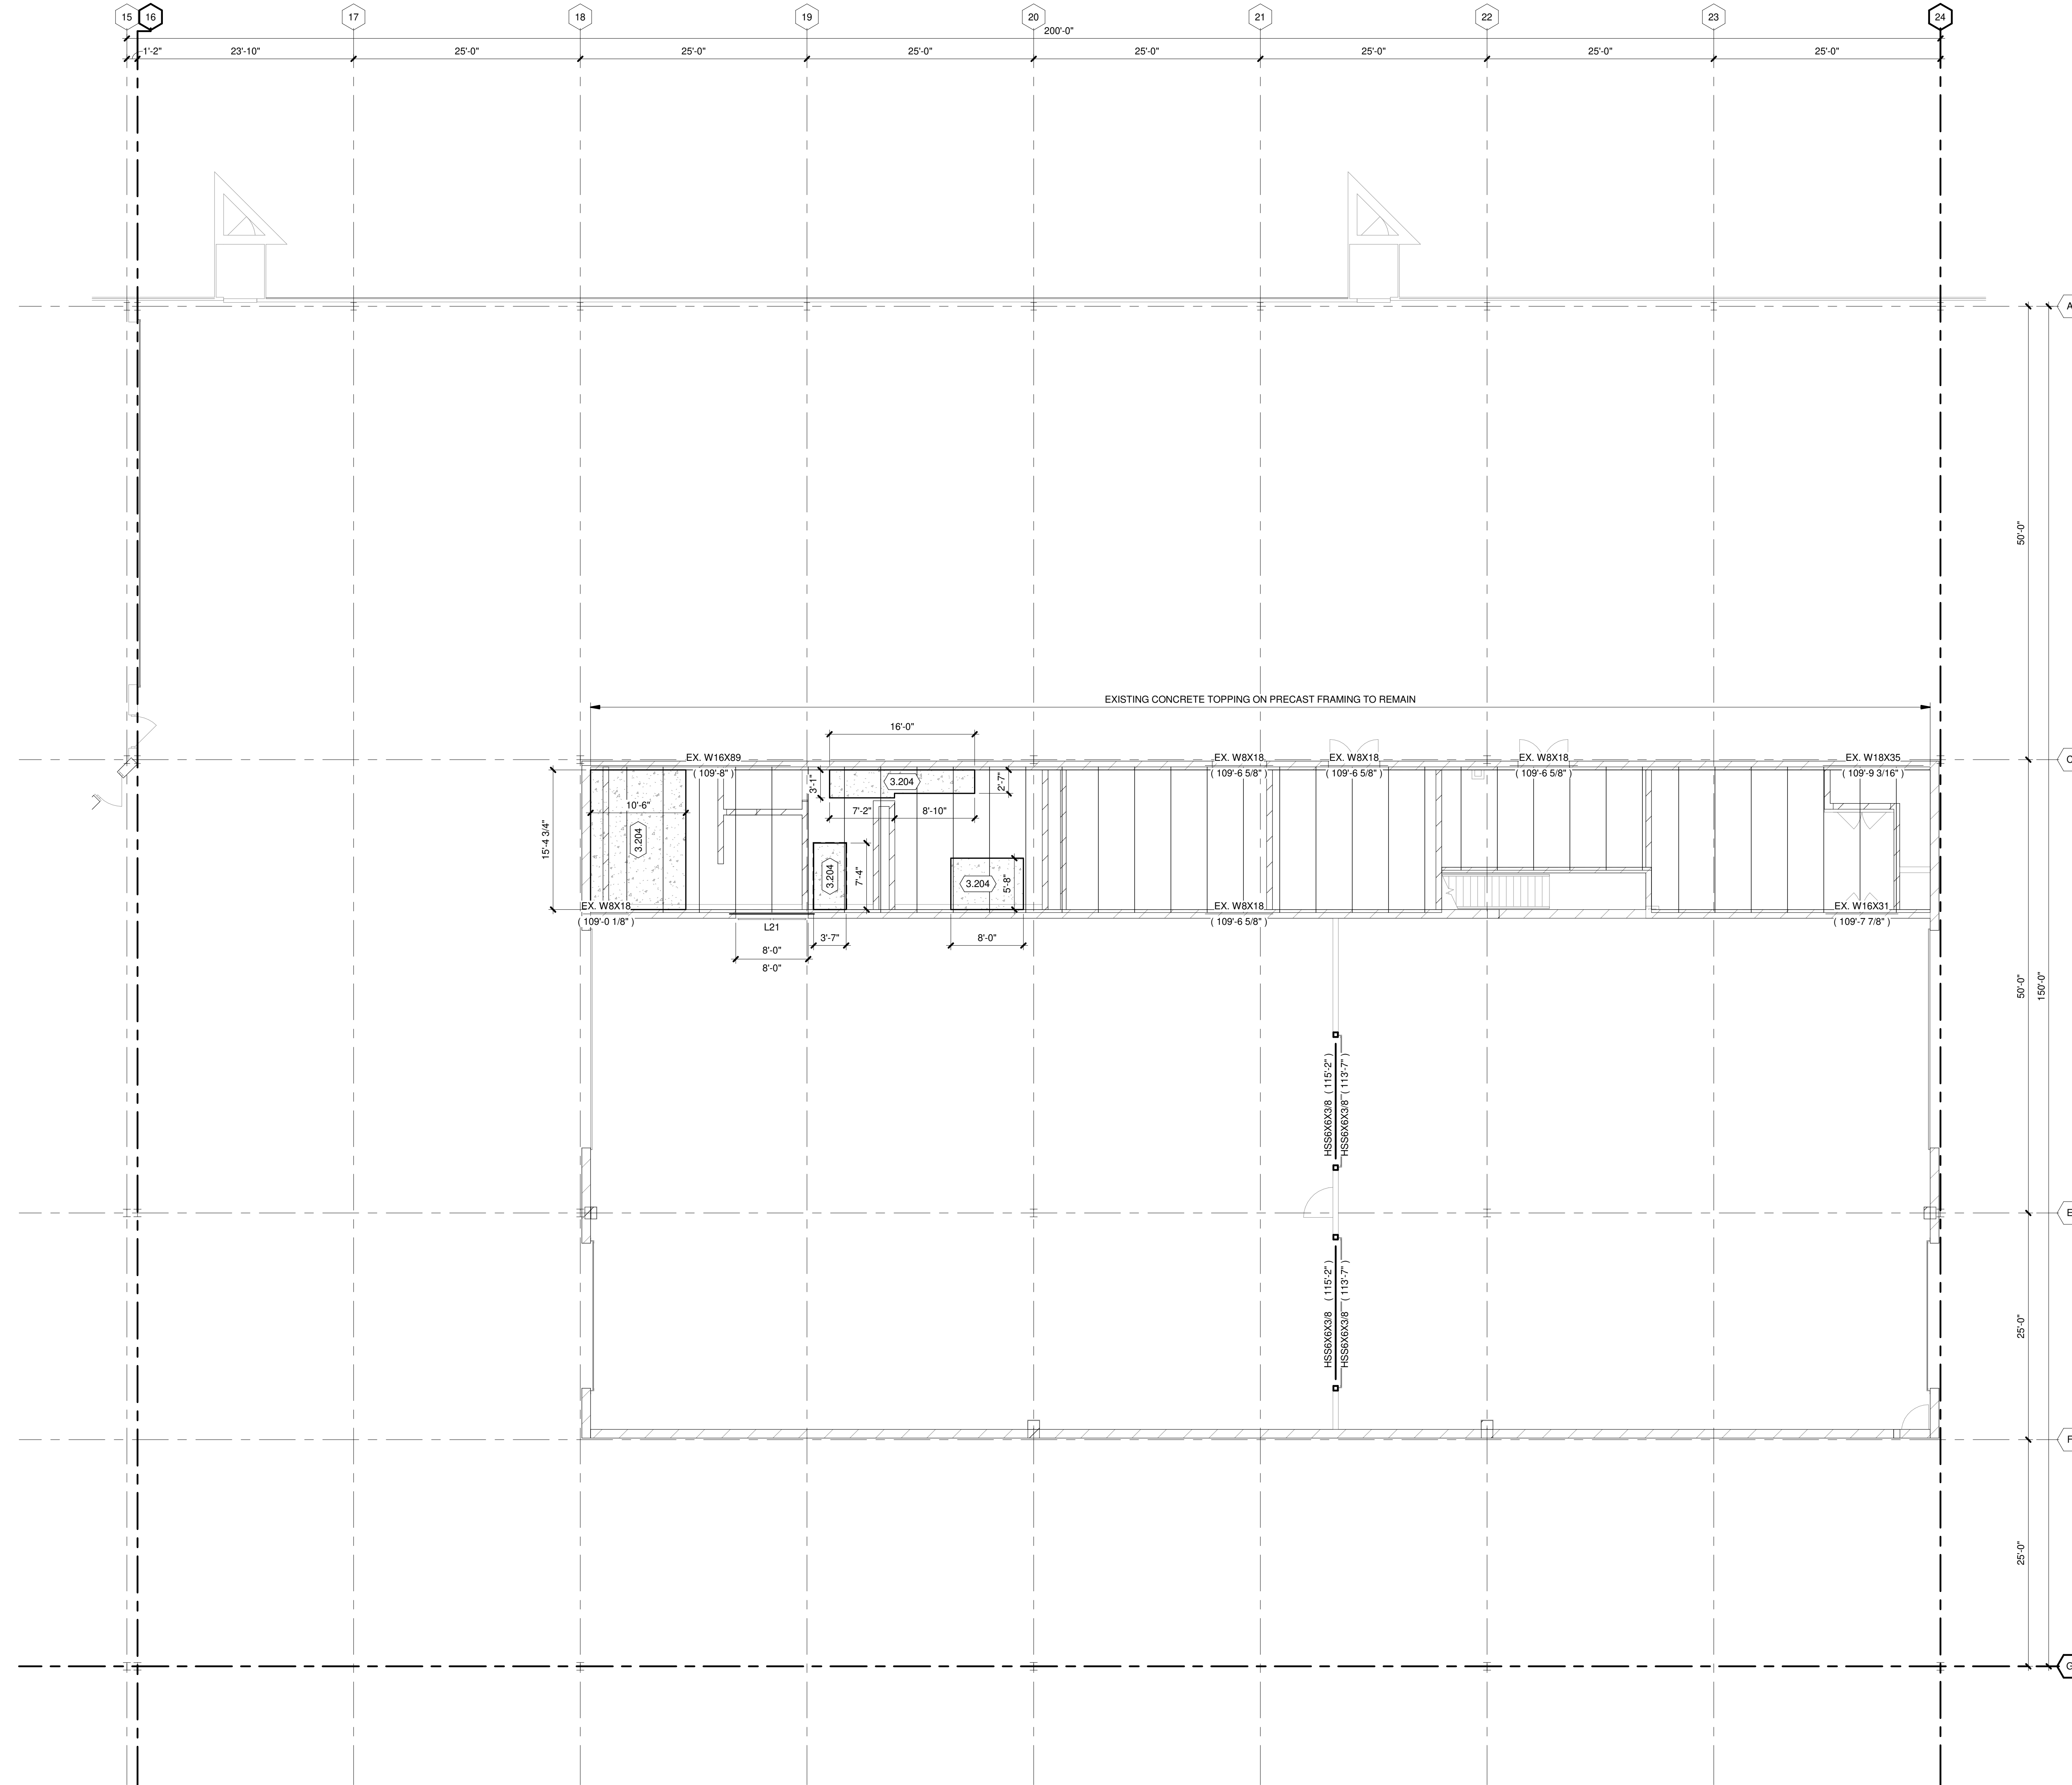 15 16 17 18 19 20 21 22 23 24
200'-0"
1'-2" 23'-10" 25'-0" 25'-0" 25'-0" 25'-0" 25'-0" 25'-0" 25'-0"
A
50'-0"
EXISTING CONCRETE TOPPING ON PRECAST FRAMING TO REMAIN
16'-0"
EX. W16X89 EX. W8X18 EX. W8X18 EX. W8X18 EX. W18X35
C
( 109'-8" ) ( 109'-6 5/8" ) ( 109'-6 5/8" ) ( 109'-6 5/8" ) ( 109'-9 3/16" )
3'-1"
3.204
2'-7"
10'-6"
7'-2" 8'-10"
15'-4 3/4"
3.204
3.204
7'-4"
3.204
5'-8"
EX. W8X18 EX. W8X18 EX. W16X31
( 109'-0 1/8" ) ( 109'-6 5/8" ) ( 109'-7 7/8" )
L21
3'-7" 8'-0"
8'-0"
8'-0"
50'-0"
150'-0"
HSS6X6X3/8 ( 115'-2" )
HSS6X6X3/8 ( 113'-7" )
E
HSS6X6X3/8 ( 115'-2" )
HSS6X6X3/8 ( 113'-7" )
25'-0"
F
25'-0"
G